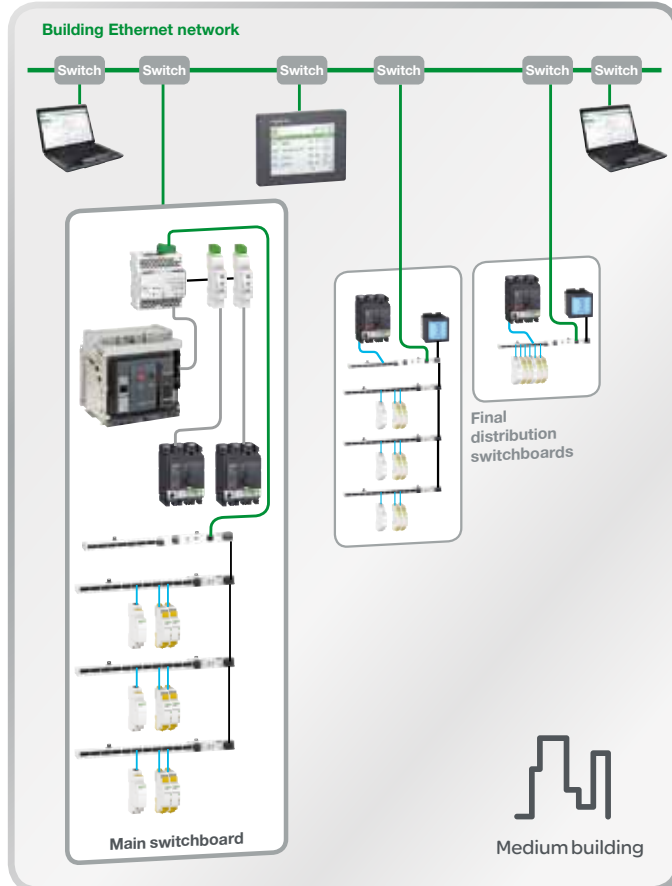 Building Ethernet network
Switch Switch Switch Switch Switch Switch
Final
distribution
switchboards
Main switchboard
Medium building